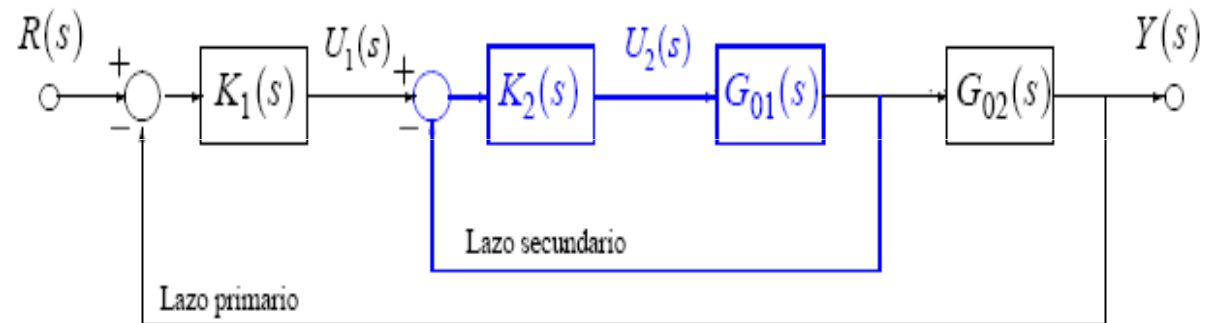 R(s)
+
−
K₁(s)
U₁(s)
+
−
K₂(s)
U₂(s)
G₀₁(s)
G₀₂(s)
Y(s)
Lazo secundario
Lazo primario